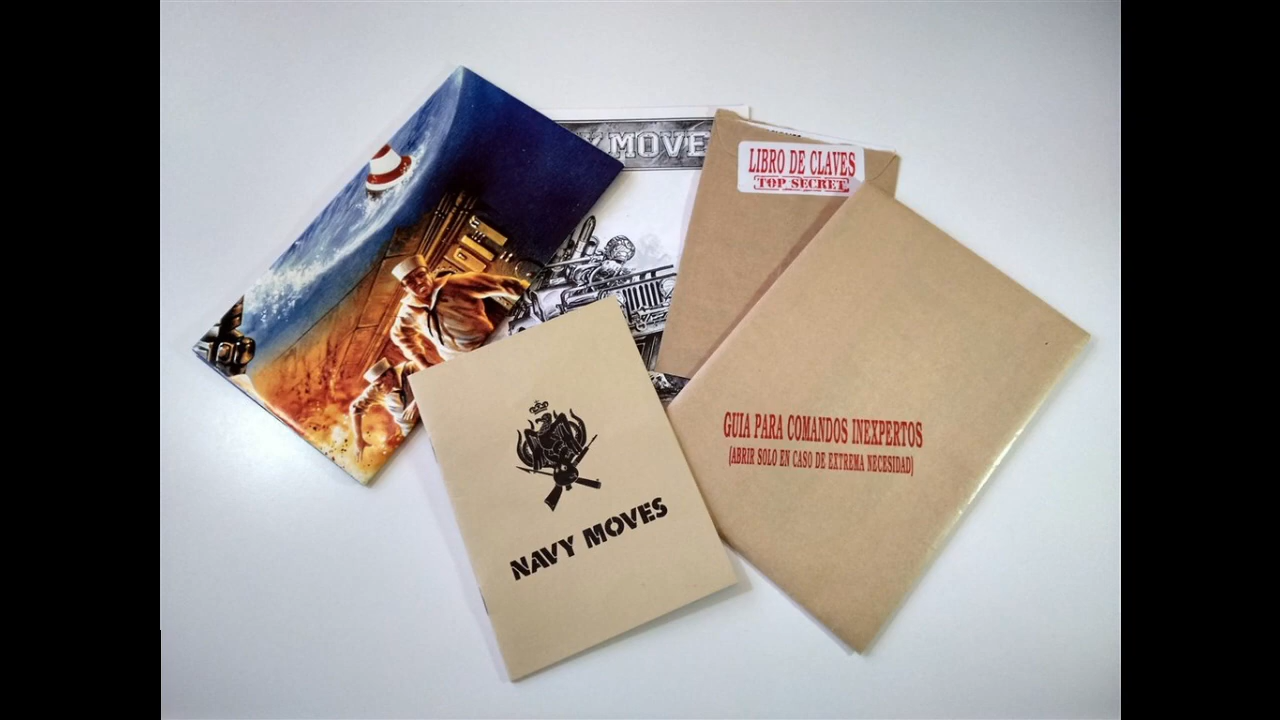 Y MOVE
LIBRO DE CLAVES
TOP SECRET
GUIA PARA COMANDOS INEXPERTOS
(ABRIR SOLO EN CASO DE EXTREMA NECESIDAD)
NAVY MOVES